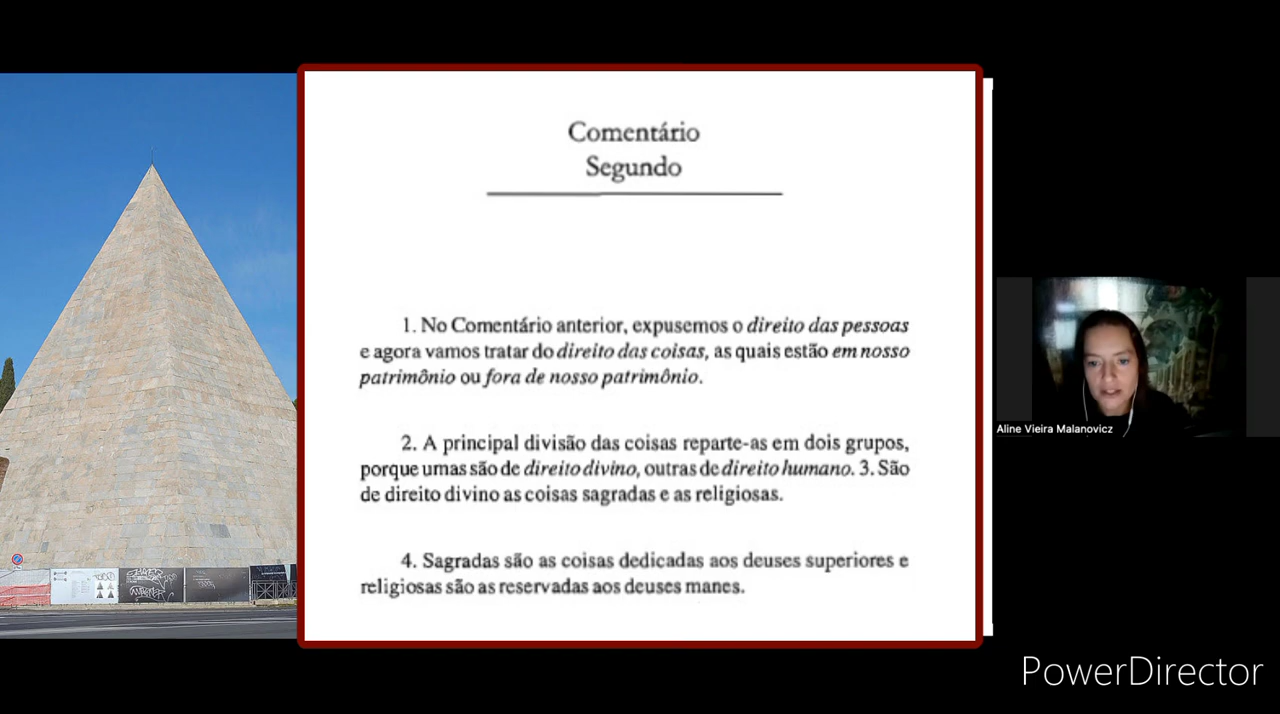 Comentário
Segundo
1. No Comentário anterior, expusemos o direito das pessoas
e agora vamos tratar do direito das coisas, as quais estão em nosso
patrimônio ou fora de nosso patrimônio.
2. A principal divisão das coisas reparte-as em dois grupos,
porque umas são de direito divino, outras de direito humano. 3. São
de direito divino as coisas sagradas e as religiosas.
4. Sagradas são as coisas dedicadas aos deuses superiores e
religiosas são as reservadas aos deuses manes.
Aline Vieira Malanovicz
PowerDirector